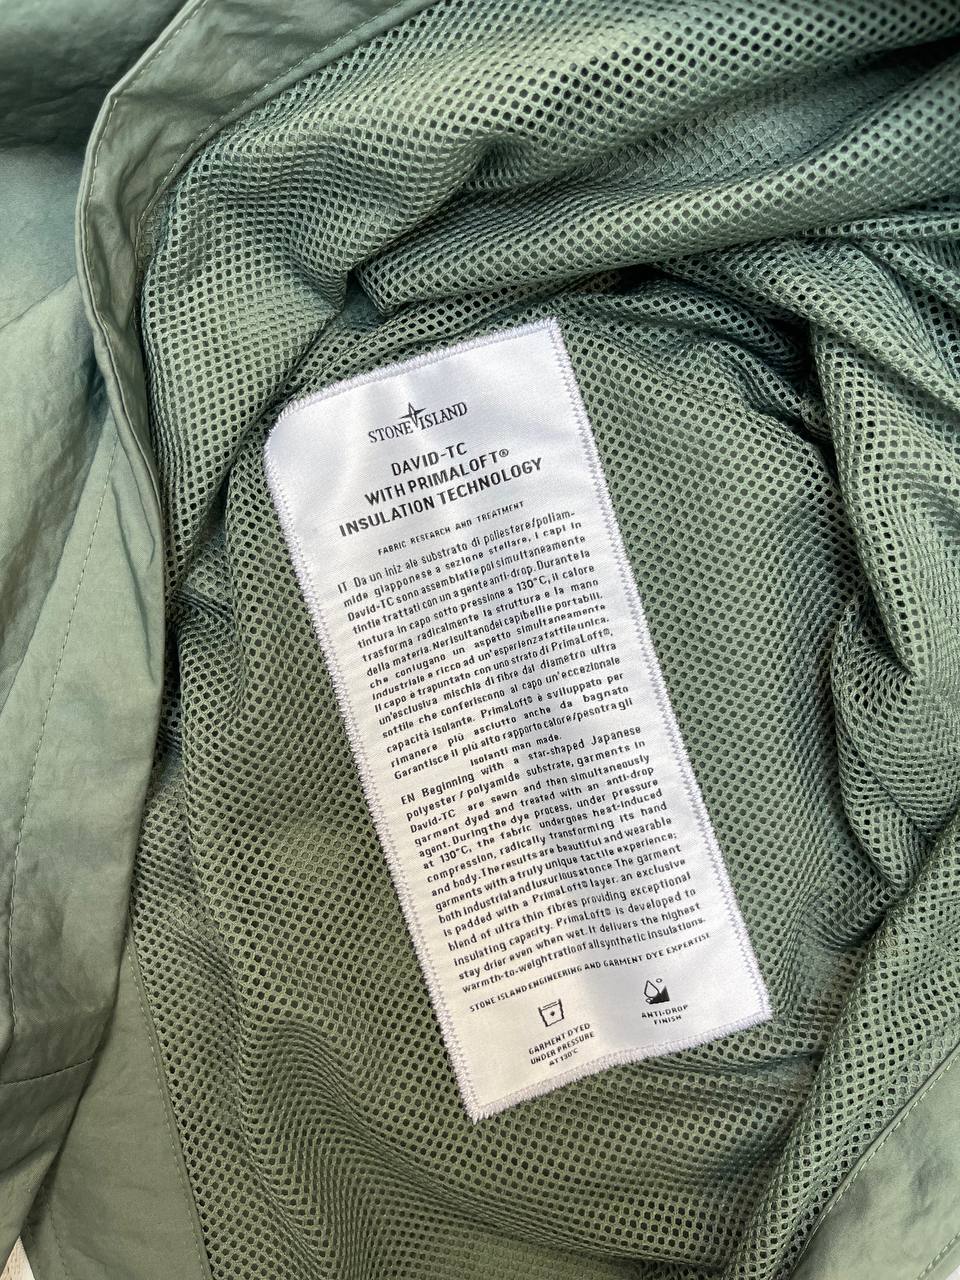 STONE ISLAND
DAVID-TC
WITH PRIMALOFT®
INSULATION TECHNOLOGY
FABRIC RESEARCH AND TREATMENT
IT Da un iniz ale substrato di poliestere/poliam-
mide giapponese a sezione stellare, i capi in
David-TC sono assemblati e poi simultaneamente
tinti e trattati con un agente anti-drop. Durante la
tintura in capo sotto pressione a 130°C, il calore
trasforma radicalmente la struttura e la mano
della materia. Ne risultano dei capi belli e portabili,
che coniugano un aspetto simultaneamente
industriale e ricco ad un'esperienza tattile unica.
Il capo è trapuntato con uno strato di PrimaLoft®,
un'esclusiva mischia di fibre dal diametro ultra
sottile che conferiscono al capo un'eccezionale
capacità isolante. PrimaLoft® è sviluppato per
rimanere più asciutto anche da bagnato
Garantisce il più alto rapporto calore/peso tra gli
isolanti man made.
EN Beginning with a star-shaped Japanese
polyester / polyamide substrate, garments in
David-TC are sewn and then simultaneously
garment dyed and treated with an anti-drop
agent. During the dye process, under pressure
at 130°C, the fabric undergoes heat-induced
compression, radically transforming its hand
and body. The results are beautiful and wearable
garments with a truly unique tactile experience;
both industrial and luxurious at once The garment
is padded with a PrimaLoft® layer, an exclusive
blend of ultra thin fibres providing exceptional
insulating capacity. PrimaLoft® is developed to
stay drier even when wet. It delivers the highest
warmth-to-weight ration of all synthetic insulations.
STONE ISLAND ENGINEERING AND GARMENT DYE EXPERTISE
GARMENT DYED
UNDER PRESSURE
AT 130°C
ANTI-DROP
FINISH